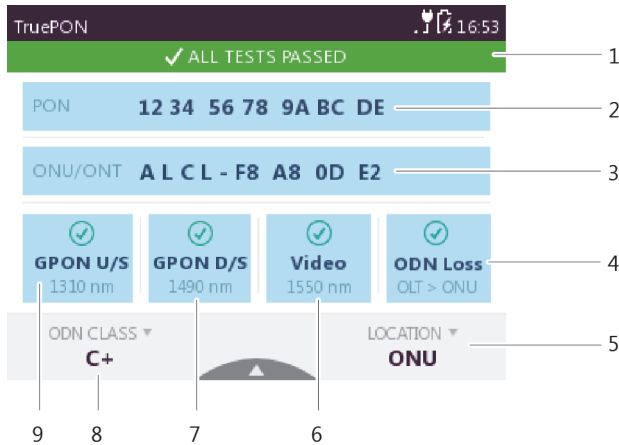 TruePON 16:53
ALL TESTS PASSED 1
PON 12 34 56 78 9A BC DE 2
ONU/ONT A L C L - F8 A8 0D E2 3
GPON U/S GPON D/S Video ODN Loss 4
1310 nm 1490 nm 1550 nm OLT > ONU
ODN CLASS LOCATION 5
C+ ONU
9 8 7 6